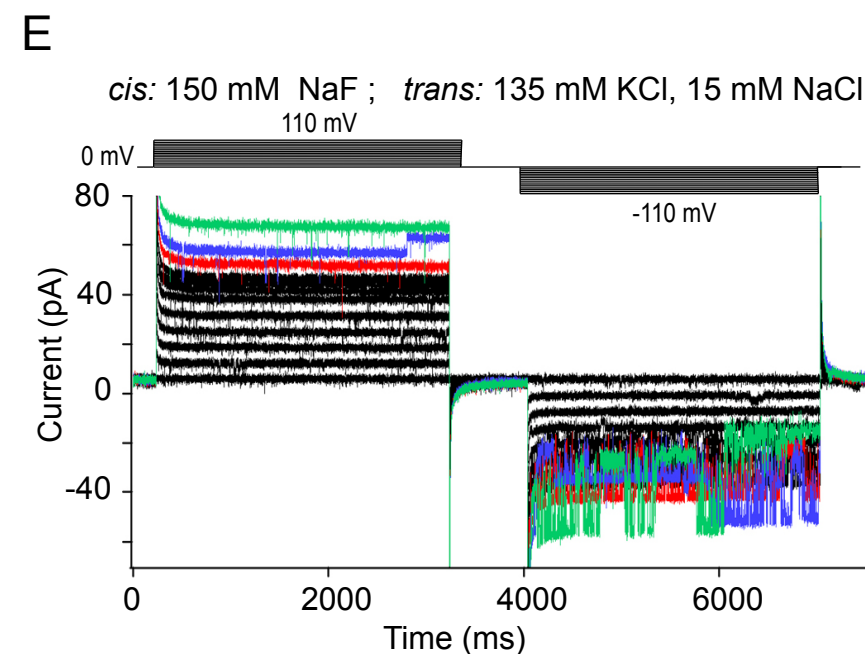 E
cis: 150 mM NaF ; trans: 135 mM KCl, 15 mM NaCl
110 mV
0 mV
-110 mV
80
40
0
-40
Current (pA)
0 2000 4000 6000
Time (ms)